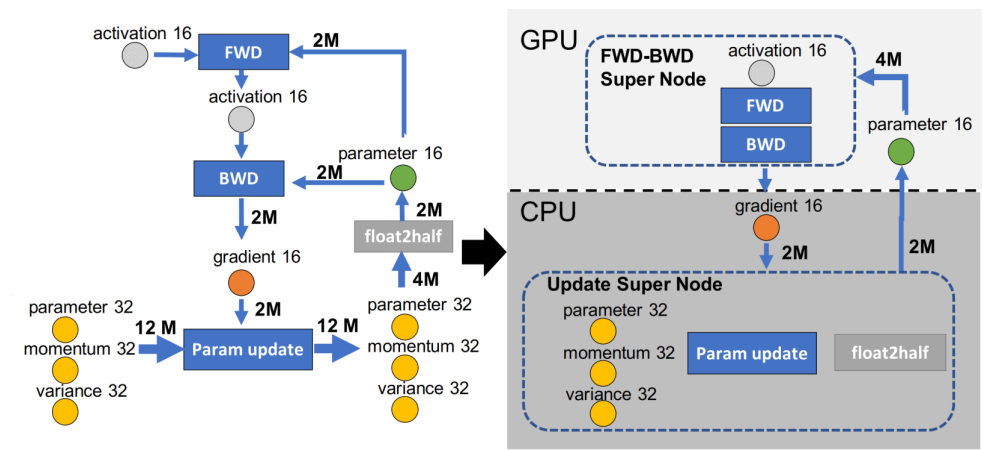 activation 16
FWD
2M
activation 16
BWD
2M
parameter 16
2M
2M
float2half
gradient 16
4M
2M
parameter 32
momentum 32
variance 32
12 M
Param update
12 M
parameter 32
momentum 32
variance 32
GPU
FWD-BWD
Super Node
activation 16
FWD
BWD
4M
parameter 16
CPU
gradient 16
2M
2M
Update Super Node
parameter 32
momentum 32
variance 32
Param update
float2half